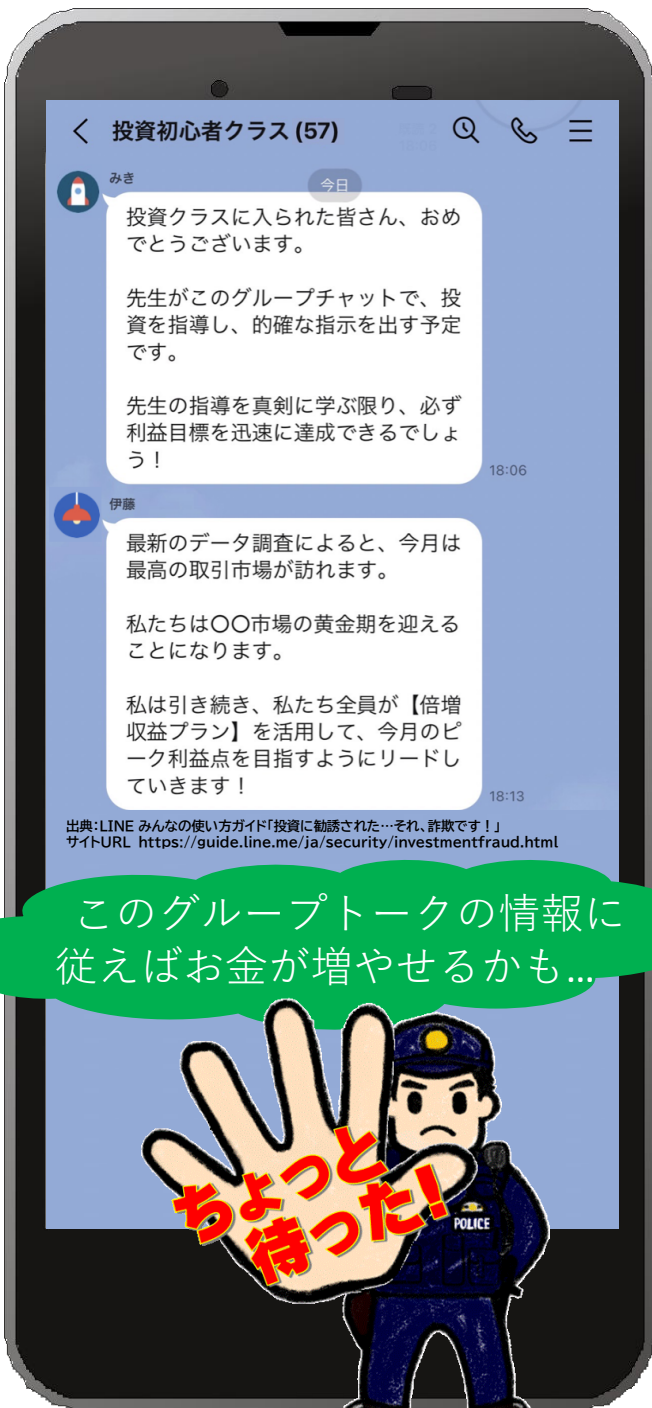 投資初心者クラス (57)
みき
今日
投資クラスに入られた皆さん、おめ
でとうございます。
先生がこのグループチャットで、投
資を指導し、的確な指示を出す予定
です。
先生の指導を真剣に学ぶ限り、必ず
利益目標を迅速に達成できるでしょ
う！
18:06
伊藤
最新のデータ調査によると、今月は
最高の取引市場が訪れます。
私たちは〇〇市場の黄金期を迎える
ことになります。
私は引き続き、私たち全員が【倍増
収益プラン】を活用して、今月のピ
ーク利益点を目指すようにリードし
ていきます！
18:13
出典:LINE みんなの使い方ガイド「投資に勧誘された…それ、詐欺です！」
サイトURL https://guide.line.me/ja/security/investmentfraud.html
このグループトークの情報に
従えばお金が増やせるかも…
ちょっと
待った!
POLICE